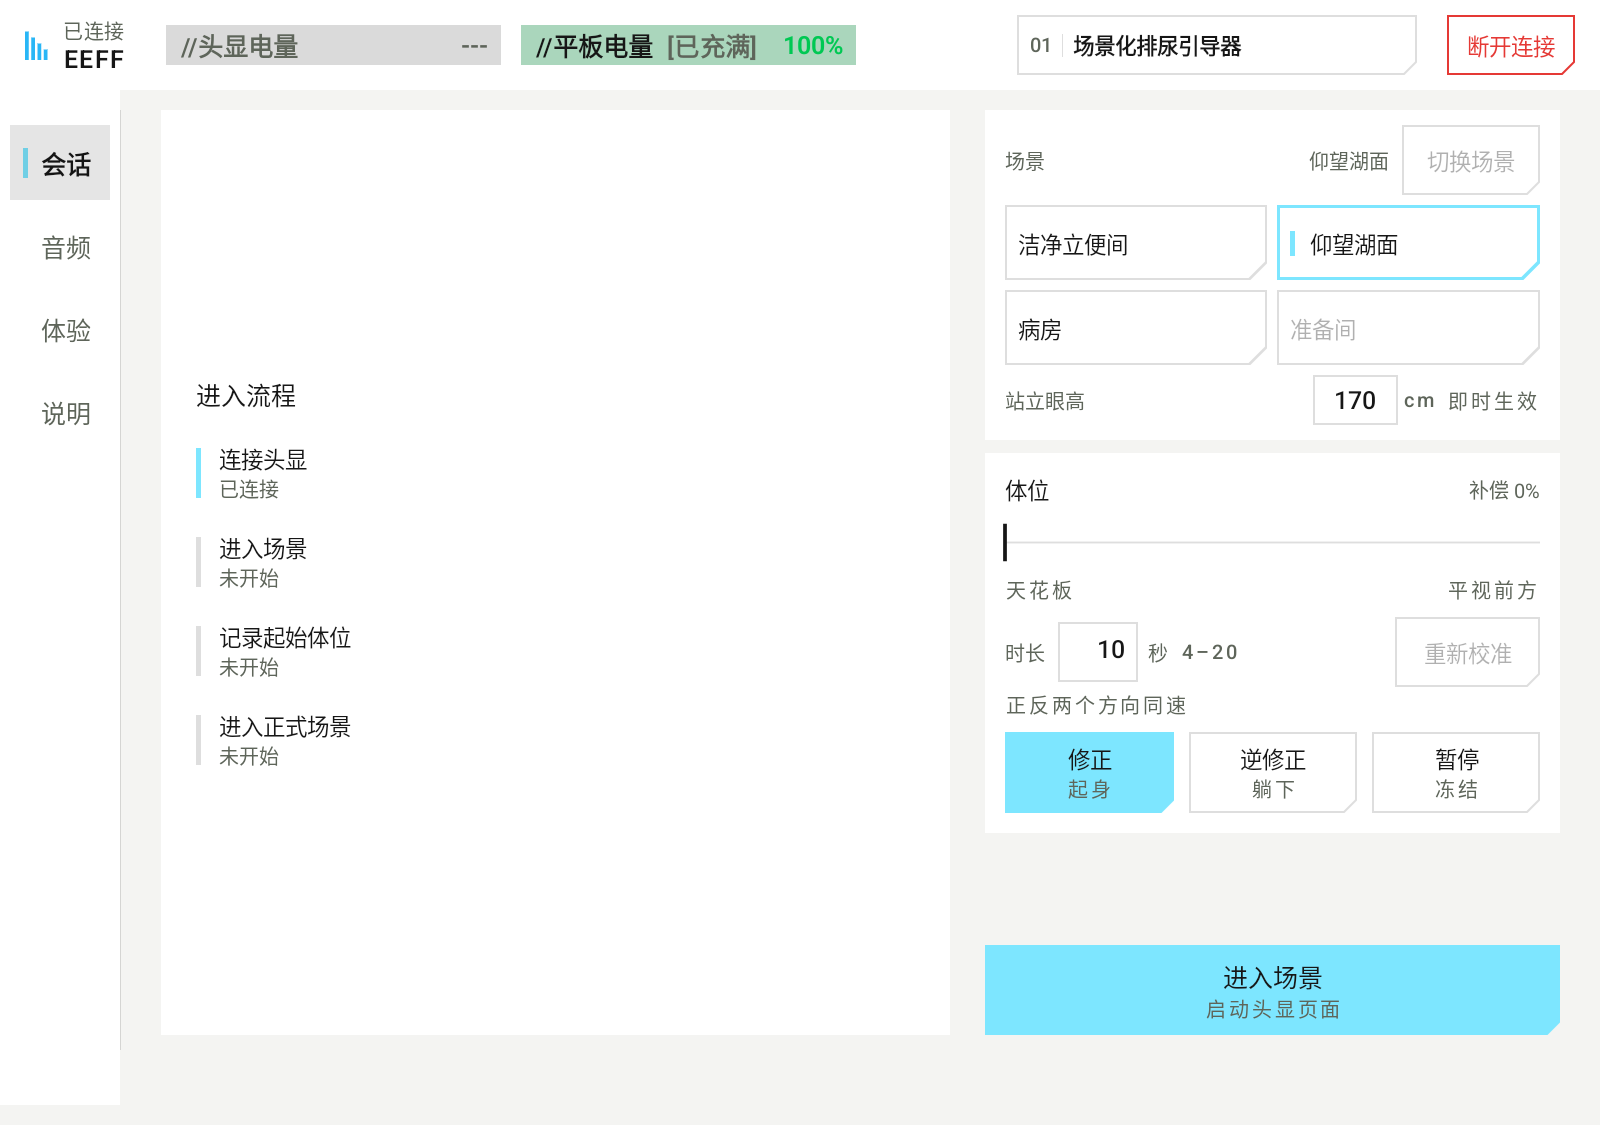 已连接
EEFF
//头显电量 ---
//平板电量 [已充满] 100%
01 场景化排尿引导器
断开连接
会话
音频
体验
说明
进入流程
连接头显
已连接
进入场景
未开始
记录起始体位
未开始
进入正式场景
未开始
场景 仰望湖面 切换场景
洁净立便间 仰望湖面
病房 准备间
站立眼高 170 cm 即时生效
体位 补偿 0%
天花板 平视前方
时长 10 秒 4–20 重新校准
正反两个方向同速
修正 逆修正 暂停
起身 躺下 冻结
进入场景
启动头显页面